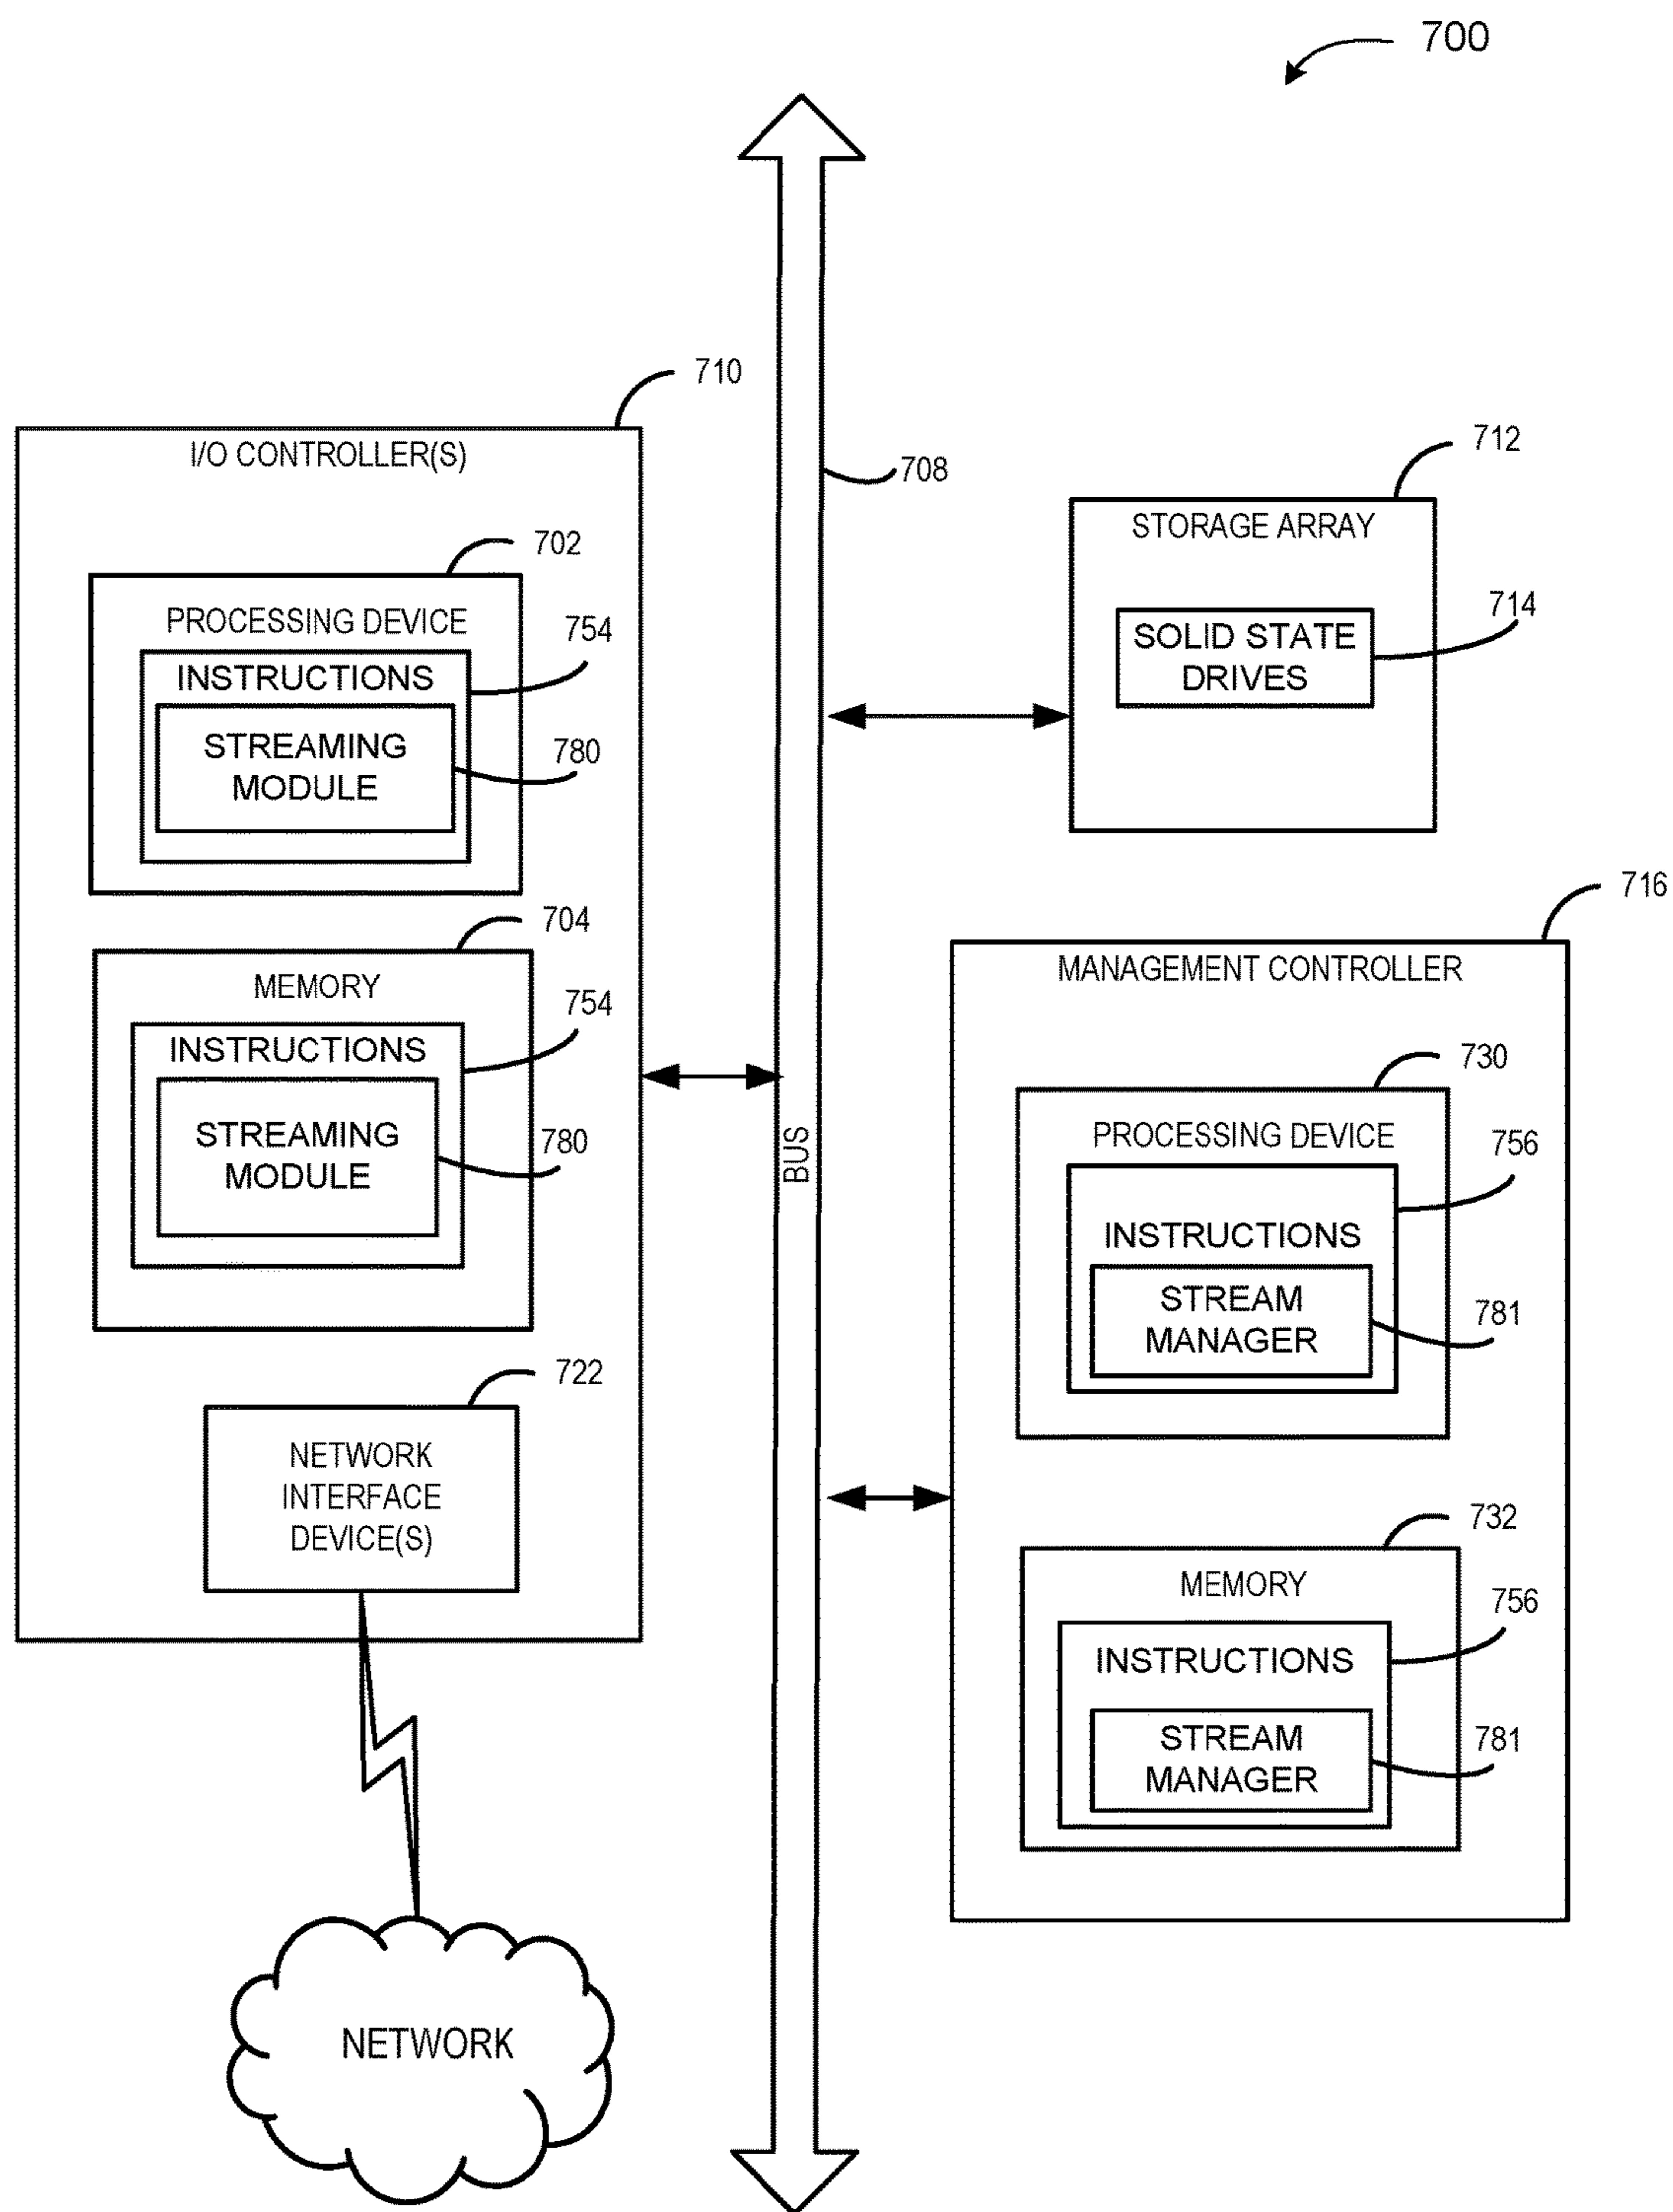 700
710
I/O CONTROLLER(S)
702
PROCESSING DEVICE
754
INSTRUCTIONS
STREAMING
MODULE
780
704
MEMORY
754
INSTRUCTIONS
STREAMING
MODULE
780
722
NETWORK
INTERFACE
DEVICE(S)
NETWORK
708
BUS
712
STORAGE ARRAY
714
SOLID STATE
DRIVES
716
MANAGEMENT CONTROLLER
730
PROCESSING DEVICE
756
INSTRUCTIONS
STREAM
MANAGER
781
732
MEMORY
756
INSTRUCTIONS
STREAM
MANAGER
781